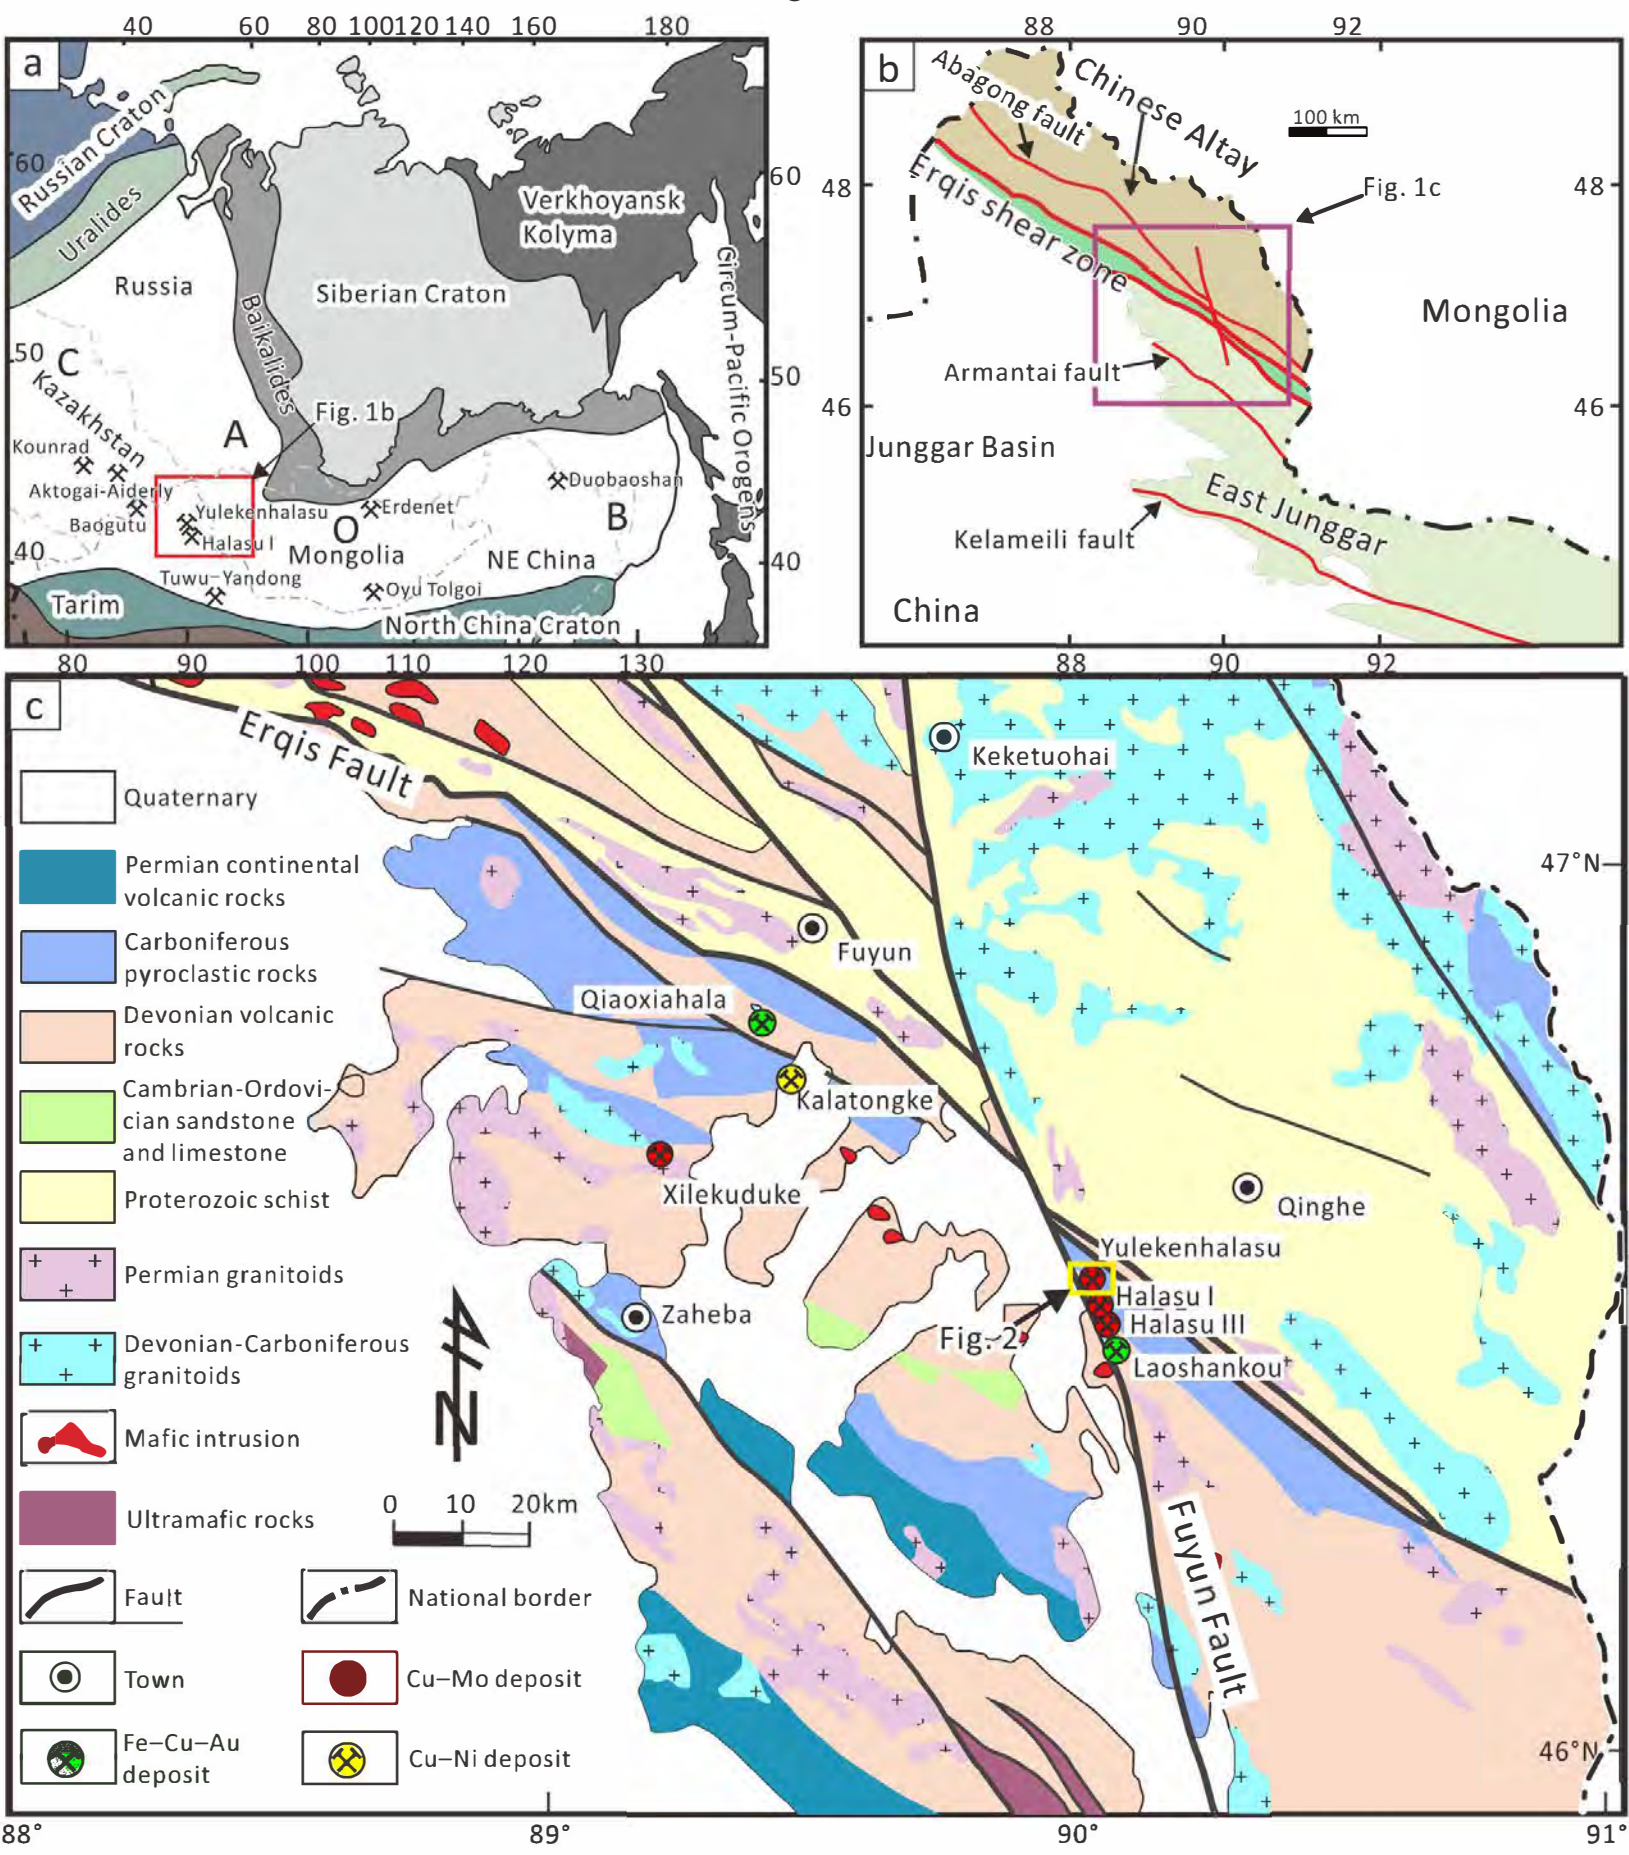 40 60 80 100 120 140 160 180
a
Russian Craton
60
Uralides
Russia
Verkhoyansk
Kolyma
60
Siberian Craton
Baikalides
Circum-Pacific Orogens
50
C
Kazakhstan
50
Fig. 1b
A
Kounrad
Aktogai-Aiderly
Duobaoshan
Baogutu
Yulekenhalasu
Erdenet
B
Halasu I
O
Mongolia
NE China
40
40
Tuwu-Yandong
Oyu Tolgoi
Tarim
North China Craton
80 90 100 110 120 130
88 90 92
b
Abagong fault
Chinese Altay
100 km
48
48
Fig. 1c
Erqis shear zone
Mongolia
Armantai fault
46
46
Junggar Basin
East Junggar
Kelameili fault
China
88 90 92
c
Erqis Fault
Keketuohai
Quaternary
Permian continental
volcanic rocks
47°N
Carboniferous
pyroclastic rocks
Fuyun
Qiaoxiahala
Devonian volcanic
rocks
Cambrian-Ordovi-
cian sandstone
and limestone
Kalatongke
Proterozoic schist
Xilekuduke
Qinghe
Permian granitoids
Yulekenhalasu
Halasu I
Halasu III
Zaheba
Fig. 2
Laoshankou
Devonian-Carboniferous
granitoids
N
Mafic intrusion
0 10 20km
Ultramafic rocks
Fuyun Fault
Fault
National border
Town
Cu-Mo deposit
Fe-Cu-Au
deposit
Cu-Ni deposit
46°N
88° 89° 90° 91°